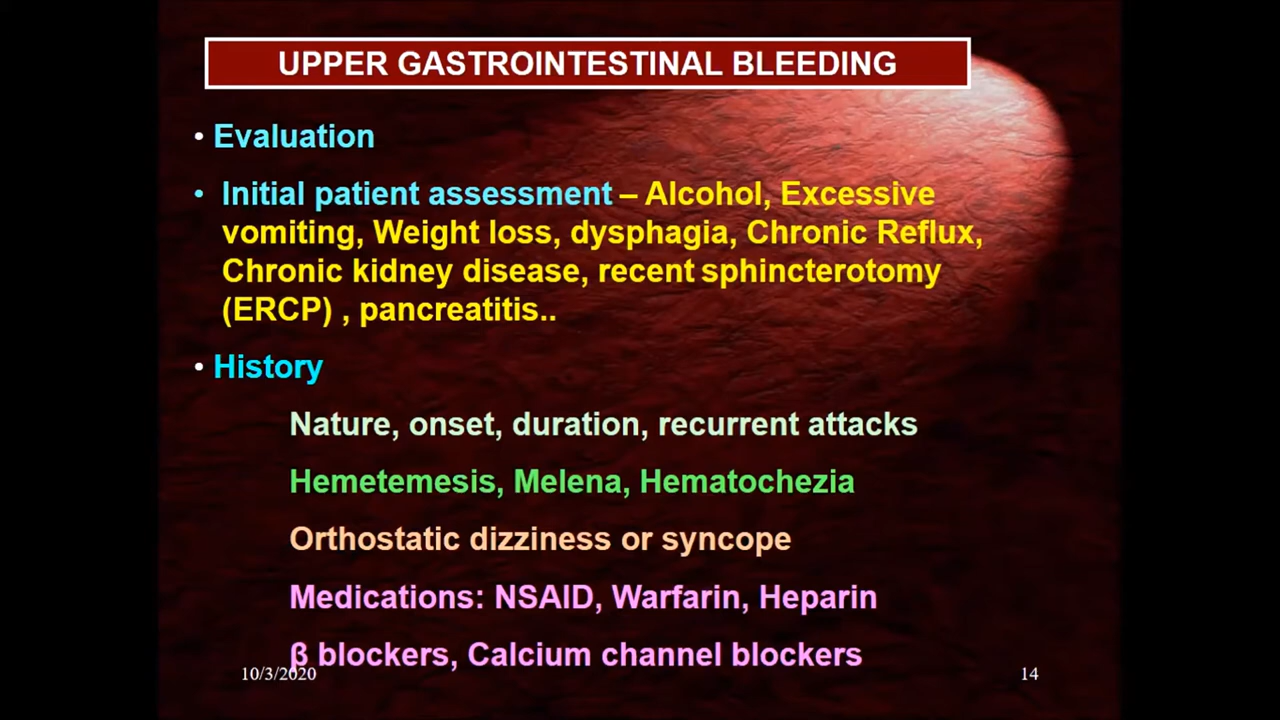 UPPER GASTROINTESTINAL BLEEDING
• Evaluation
• Initial patient assessment – Alcohol, Excessive
vomiting, Weight loss, dysphagia, Chronic Reflux,
Chronic kidney disease, recent sphincterotomy
(ERCP) , pancreatitis..
• History
Nature, onset, duration, recurrent attacks
Hemetemesis, Melena, Hematochezia
Orthostatic dizziness or syncope
Medications: NSAID, Warfarin, Heparin
β blockers, Calcium channel blockers
10/3/2020
14